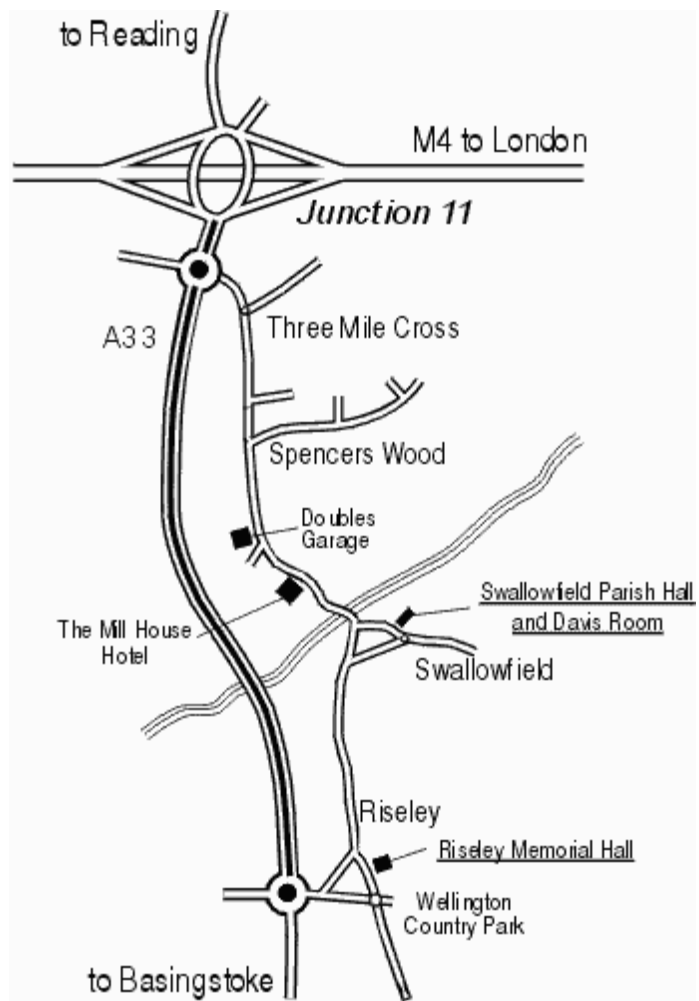 to Reading
M4 to London
Junction 11
A33
Three Mile Cross
Spencers Wood
Doubles
Garage
Swallowfield Parish Hall
and Davis Room
The Mill House
Hotel
Swallowfield
Riseley
Riseley Memorial Hall
Wellington
Country Park
to Basingstoke